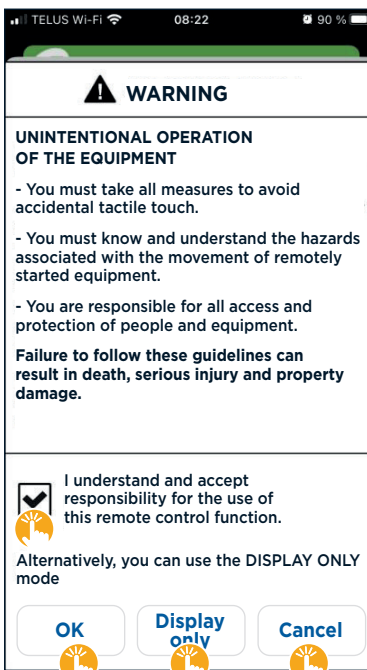 TELUS Wi-Fi 08:22 90 %
WARNING
UNINTENTIONAL OPERATION
OF THE EQUIPMENT
- You must take all measures to avoid
accidental tactile touch.
- You must know and understand the hazards
associated with the movement of remotely
started equipment.
- You are responsible for all access and
protection of people and equipment.
Failure to follow these guidelines can
result in death, serious injury and property
damage.
I understand and accept
responsibility for the use of
this remote control function.
Alternatively, you can use the DISPLAY ONLY
mode
OK
Display
only
Cancel